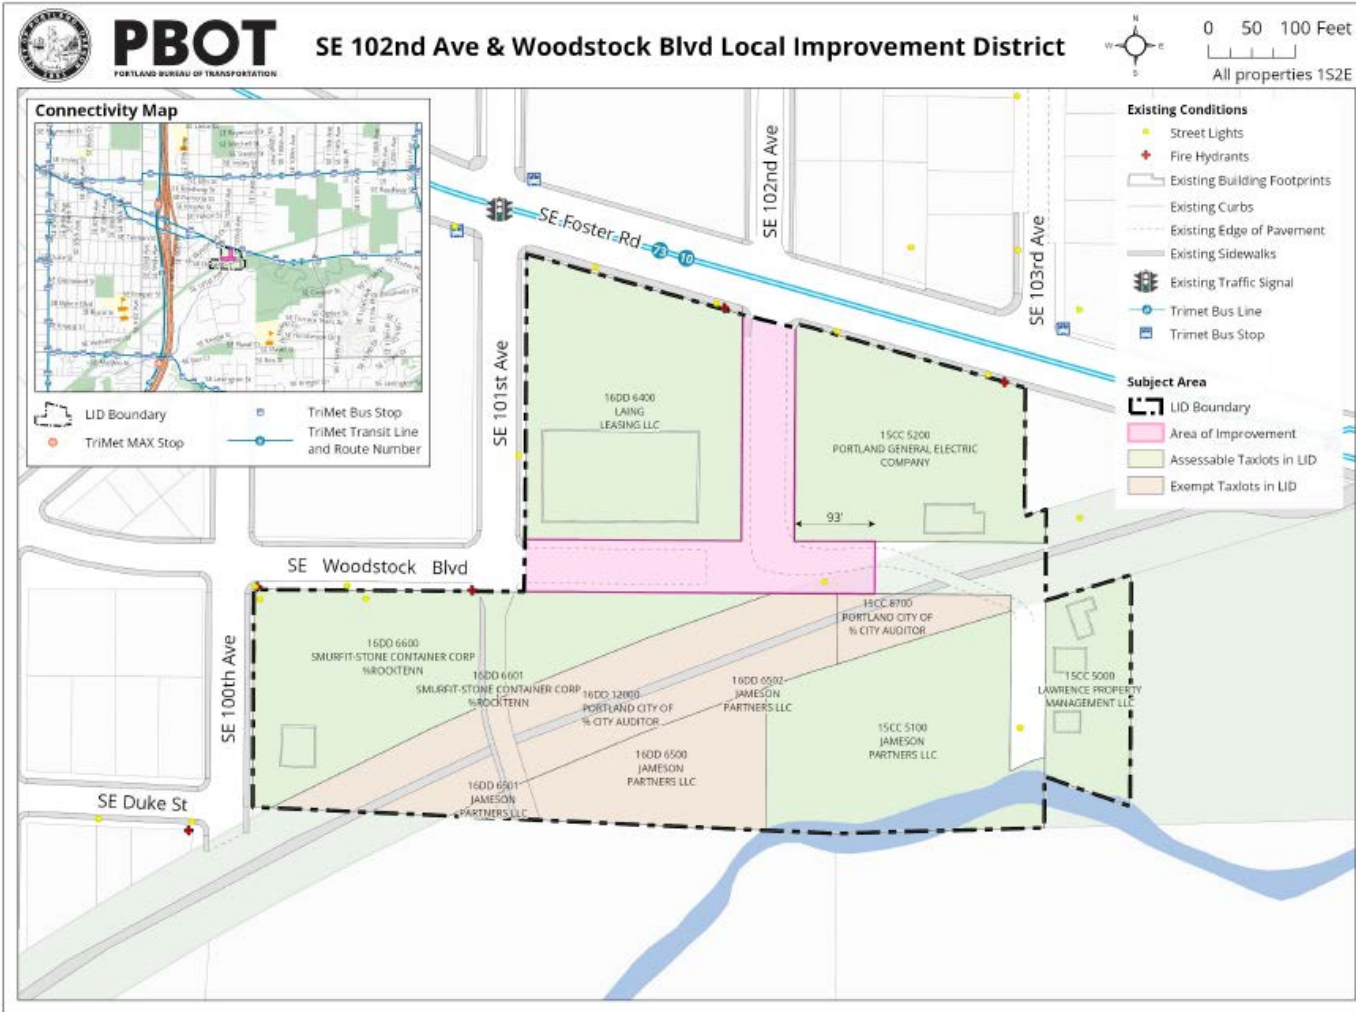 PBOT
PORTLAND BUREAU OF TRANSPORTATION
SE 102nd Ave & Woodstock Blvd Local Improvement District
N
W
E
S
0 50 100 Feet
All properties 1S2E
Connectivity Map
LID Boundary
TriMet MAX Stop
TriMet Bus Stop
TriMet Transit Line
and Route Number
Existing Conditions
Street Lights
Fire Hydrants
Existing Building Footprints
Existing Curbs
Existing Edge of Pavement
Existing Sidewalks
Existing Traffic Signal
Trimet Bus Line
Trimet Bus Stop
Subject Area
LID Boundary
Area of Improvement
Assessable Taxlots in LID
Exempt Taxlots in LID
SE Foster Rd
73
10
SE 102nd Ave
SE 103rd Ave
SE 101st Ave
16DD 6400
LAING
LEASING LLC
1SCC 5200
PORTLAND GENERAL ELECTRIC
COMPANY
93'
SE Woodstock Blvd
SE 100th Ave
SE Duke St
16DD 6600
SMURFIT-STONE CONTAINER CORP
%ROCKTENN
16DD 6601
SMURFIT-STONE CONTAINER CORP
%ROCKTENN
16DD 12000
PORTLAND CITY OF
% CITY AUDITOR
16DD 6502
JAMESON
PARTNERS LLC
15CC 8700
PORTLAND CITY OF
% CITY AUDITOR
15CC 5000
LAWRENCE PROPERTY
MANAGEMENT LLC
15CC 5100
JAMESON
PARTNERS LLC
16DD 6500
JAMESON
PARTNERS LLC
16DD 6501
JAMESON
PARTNERS LLC